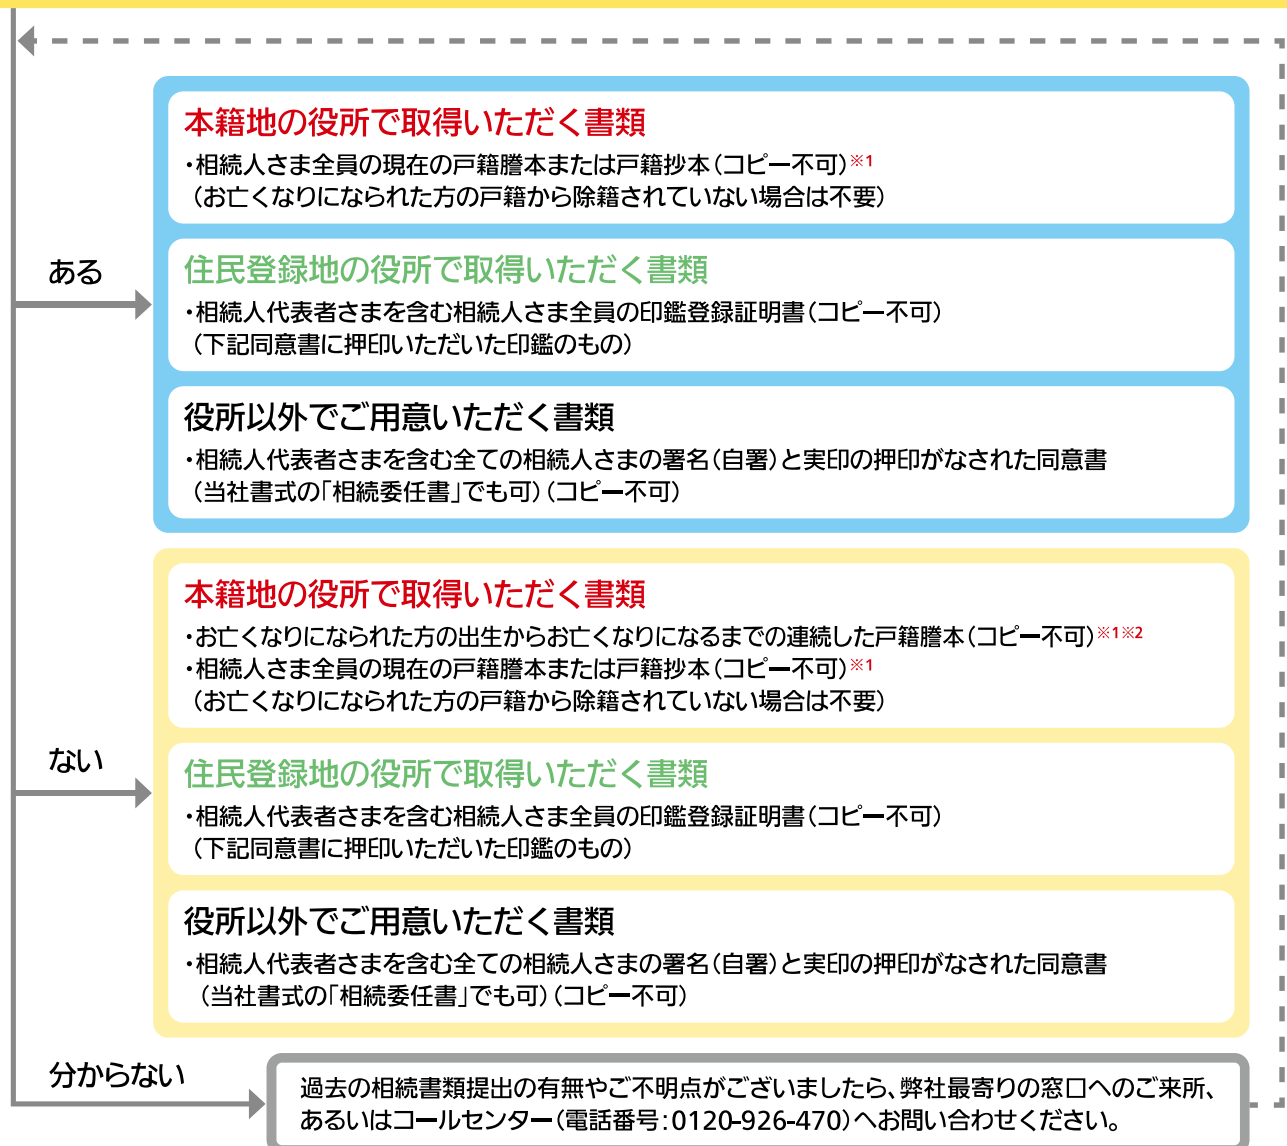 ある
本籍地の役所で取得いただく書類
・相続人さま全員の現在の戸籍謄本または戸籍抄本(コピー不可)※1
(お亡くなりになられた方の戸籍から除籍されていない場合は不要)
住民登録地の役所で取得いただく書類
・相続人代表者さまを含む相続人さま全員の印鑑登録証明書(コピー不可)
(下記同意書に押印いただいた印鑑のもの)
役所以外でご用意いただく書類
・相続人代表者さまを含む全ての相続人さまの署名(自署)と実印の押印がなされた同意書
(当社書式の「相続委任書」でも可)(コピー不可)
ない
本籍地の役所で取得いただく書類
・お亡くなりになられた方の出生からお亡くなりになるまでの連続した戸籍謄本(コピー不可)※1※2
・相続人さま全員の現在の戸籍謄本または戸籍抄本(コピー不可)※1
(お亡くなりになられた方の戸籍から除籍されていない場合は不要)
住民登録地の役所で取得いただく書類
・相続人代表者さまを含む相続人さま全員の印鑑登録証明書(コピー不可)
(下記同意書に押印いただいた印鑑のもの)
役所以外でご用意いただく書類
・相続人代表者さまを含む全ての相続人さまの署名(自署)と実印の押印がなされた同意書
(当社書式の「相続委任書」でも可)(コピー不可)
分からない
過去の相続書類提出の有無やご不明点がございましたら、弊社最寄りの窓口へのご来所、
あるいはコールセンター(電話番号:0120-926-470)へお問い合わせください。